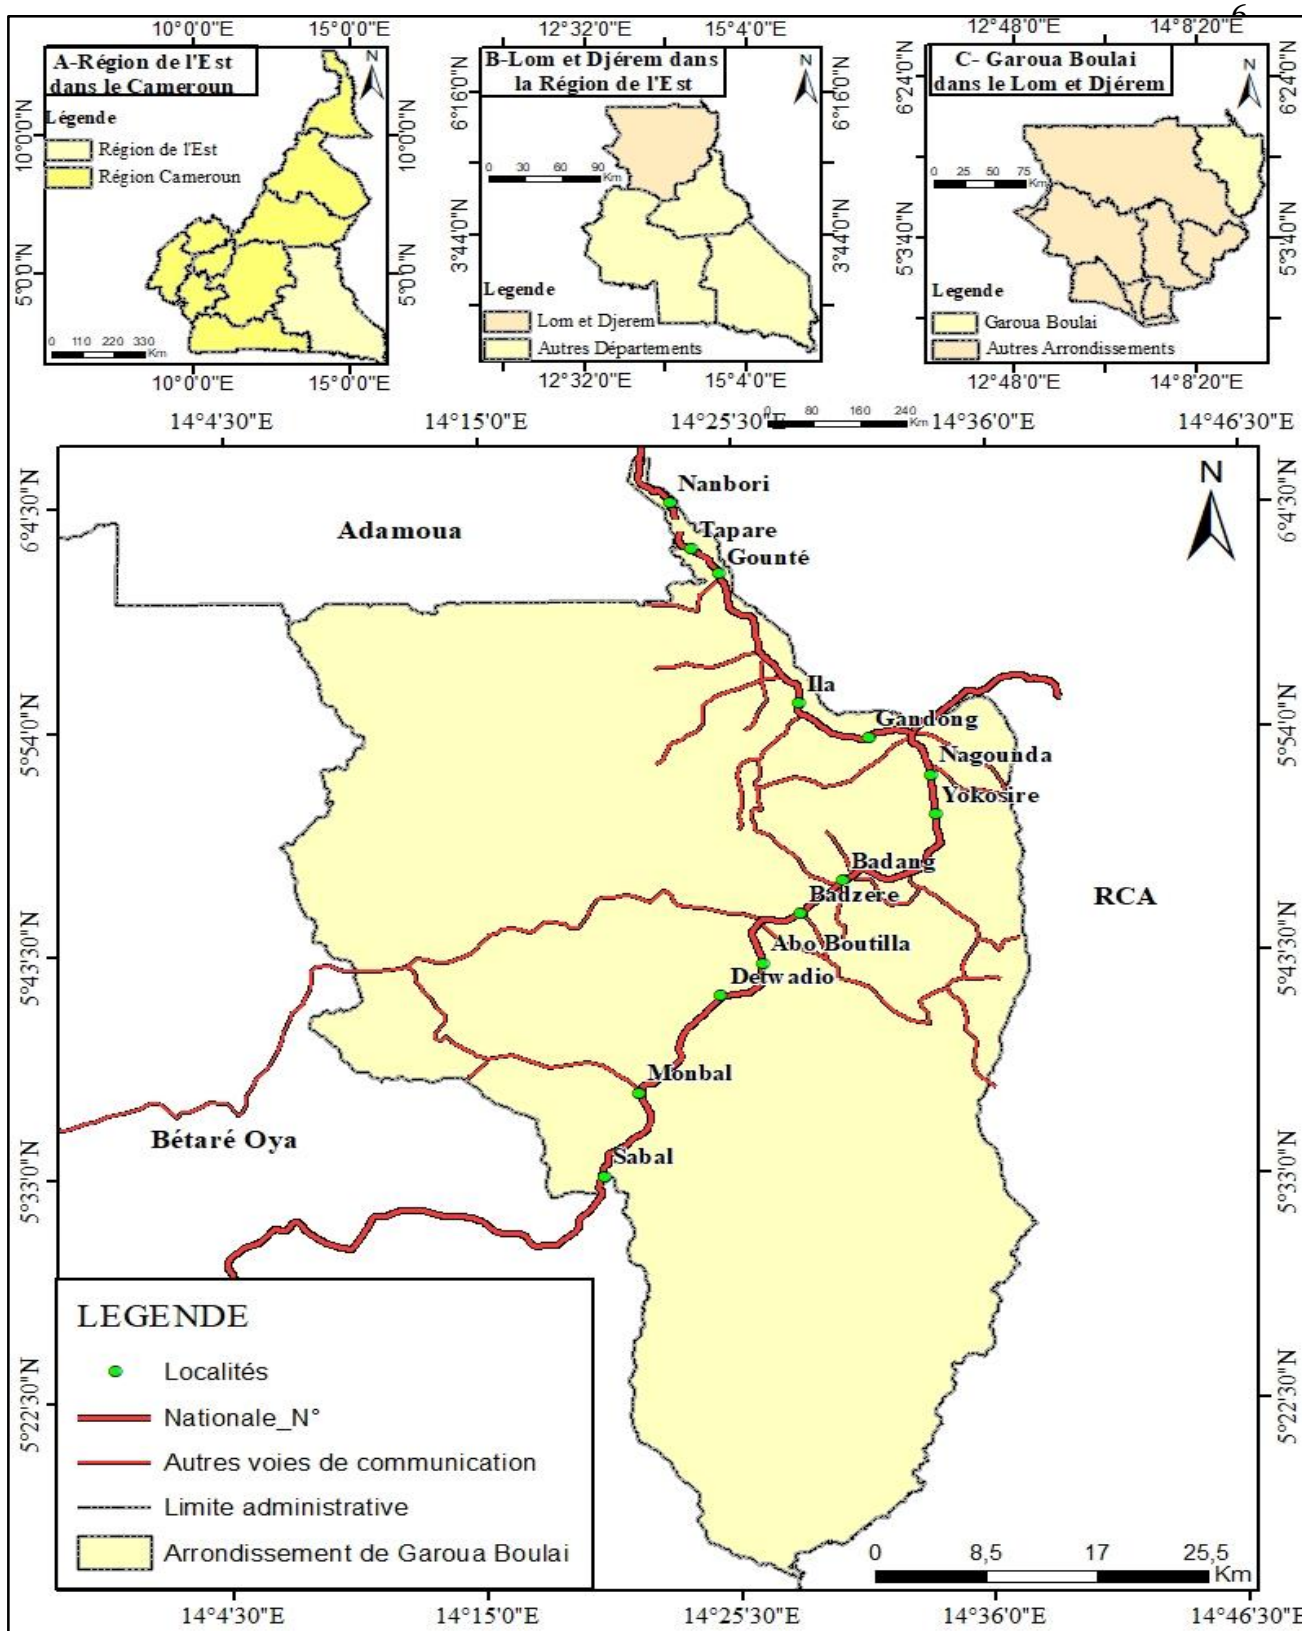 6
10°0'0"E 15°0'0"E
12°32'0"E 15°4'0"E
12°48'0"E 14°8'20"E
A-Région de l'Est
dans le Cameroun
N
Légende
Région de l'Est
Région Cameroun
10°0'0"N
5°0'0"N
10°0'0"N
5°0'0"N
0 110 220 330
Km
10°0'0"E 15°0'0"E
B-Lom et Djérem dans
la Région de l'Est
N
6°16'0"N
3°44'0"N
6°16'0"N
3°44'0"N
0 30 60 90
Km
Legende
Lom et Djerem
Autres Départements
12°32'0"E 15°4'0"E
C- Garoua Boulai
dans le Lom et Djérem
N
6°24'0"N
5°3'40"N
6°24'0"N
5°3'40"N
0 25 50 75
Km
Legende
Garoua Boulai
Autres Arrondissements
12°48'0"E 14°8'20"E
0 80 160 240
Km
14°4'30"E 14°15'0"E 14°25'30"E 14°36'0"E 14°46'30"E
N
6°4'30"N
5°54'0"N
5°43'30"N
5°33'0"N
5°22'30"N
6°4'30"N
5°54'0"N
5°43'30"N
5°33'0"N
5°22'30"N
Nanbori
Adamoua
Tapare
Gounté
Ila
Gandong
Nagounda
Yokosire
Badang
Badzere
RCA
Abo Boutilla
Detwadio
Monbal
Bétaré Oya
Sabal
LEGENDE
Localités
Nationale_N°
Autres voies de communication
Limite administrative
Arrondissement de Garoua Boulai
0 8,5 17 25,5
Km
14°4'30"E 14°15'0"E 14°25'30"E 14°36'0"E 14°46'30"E